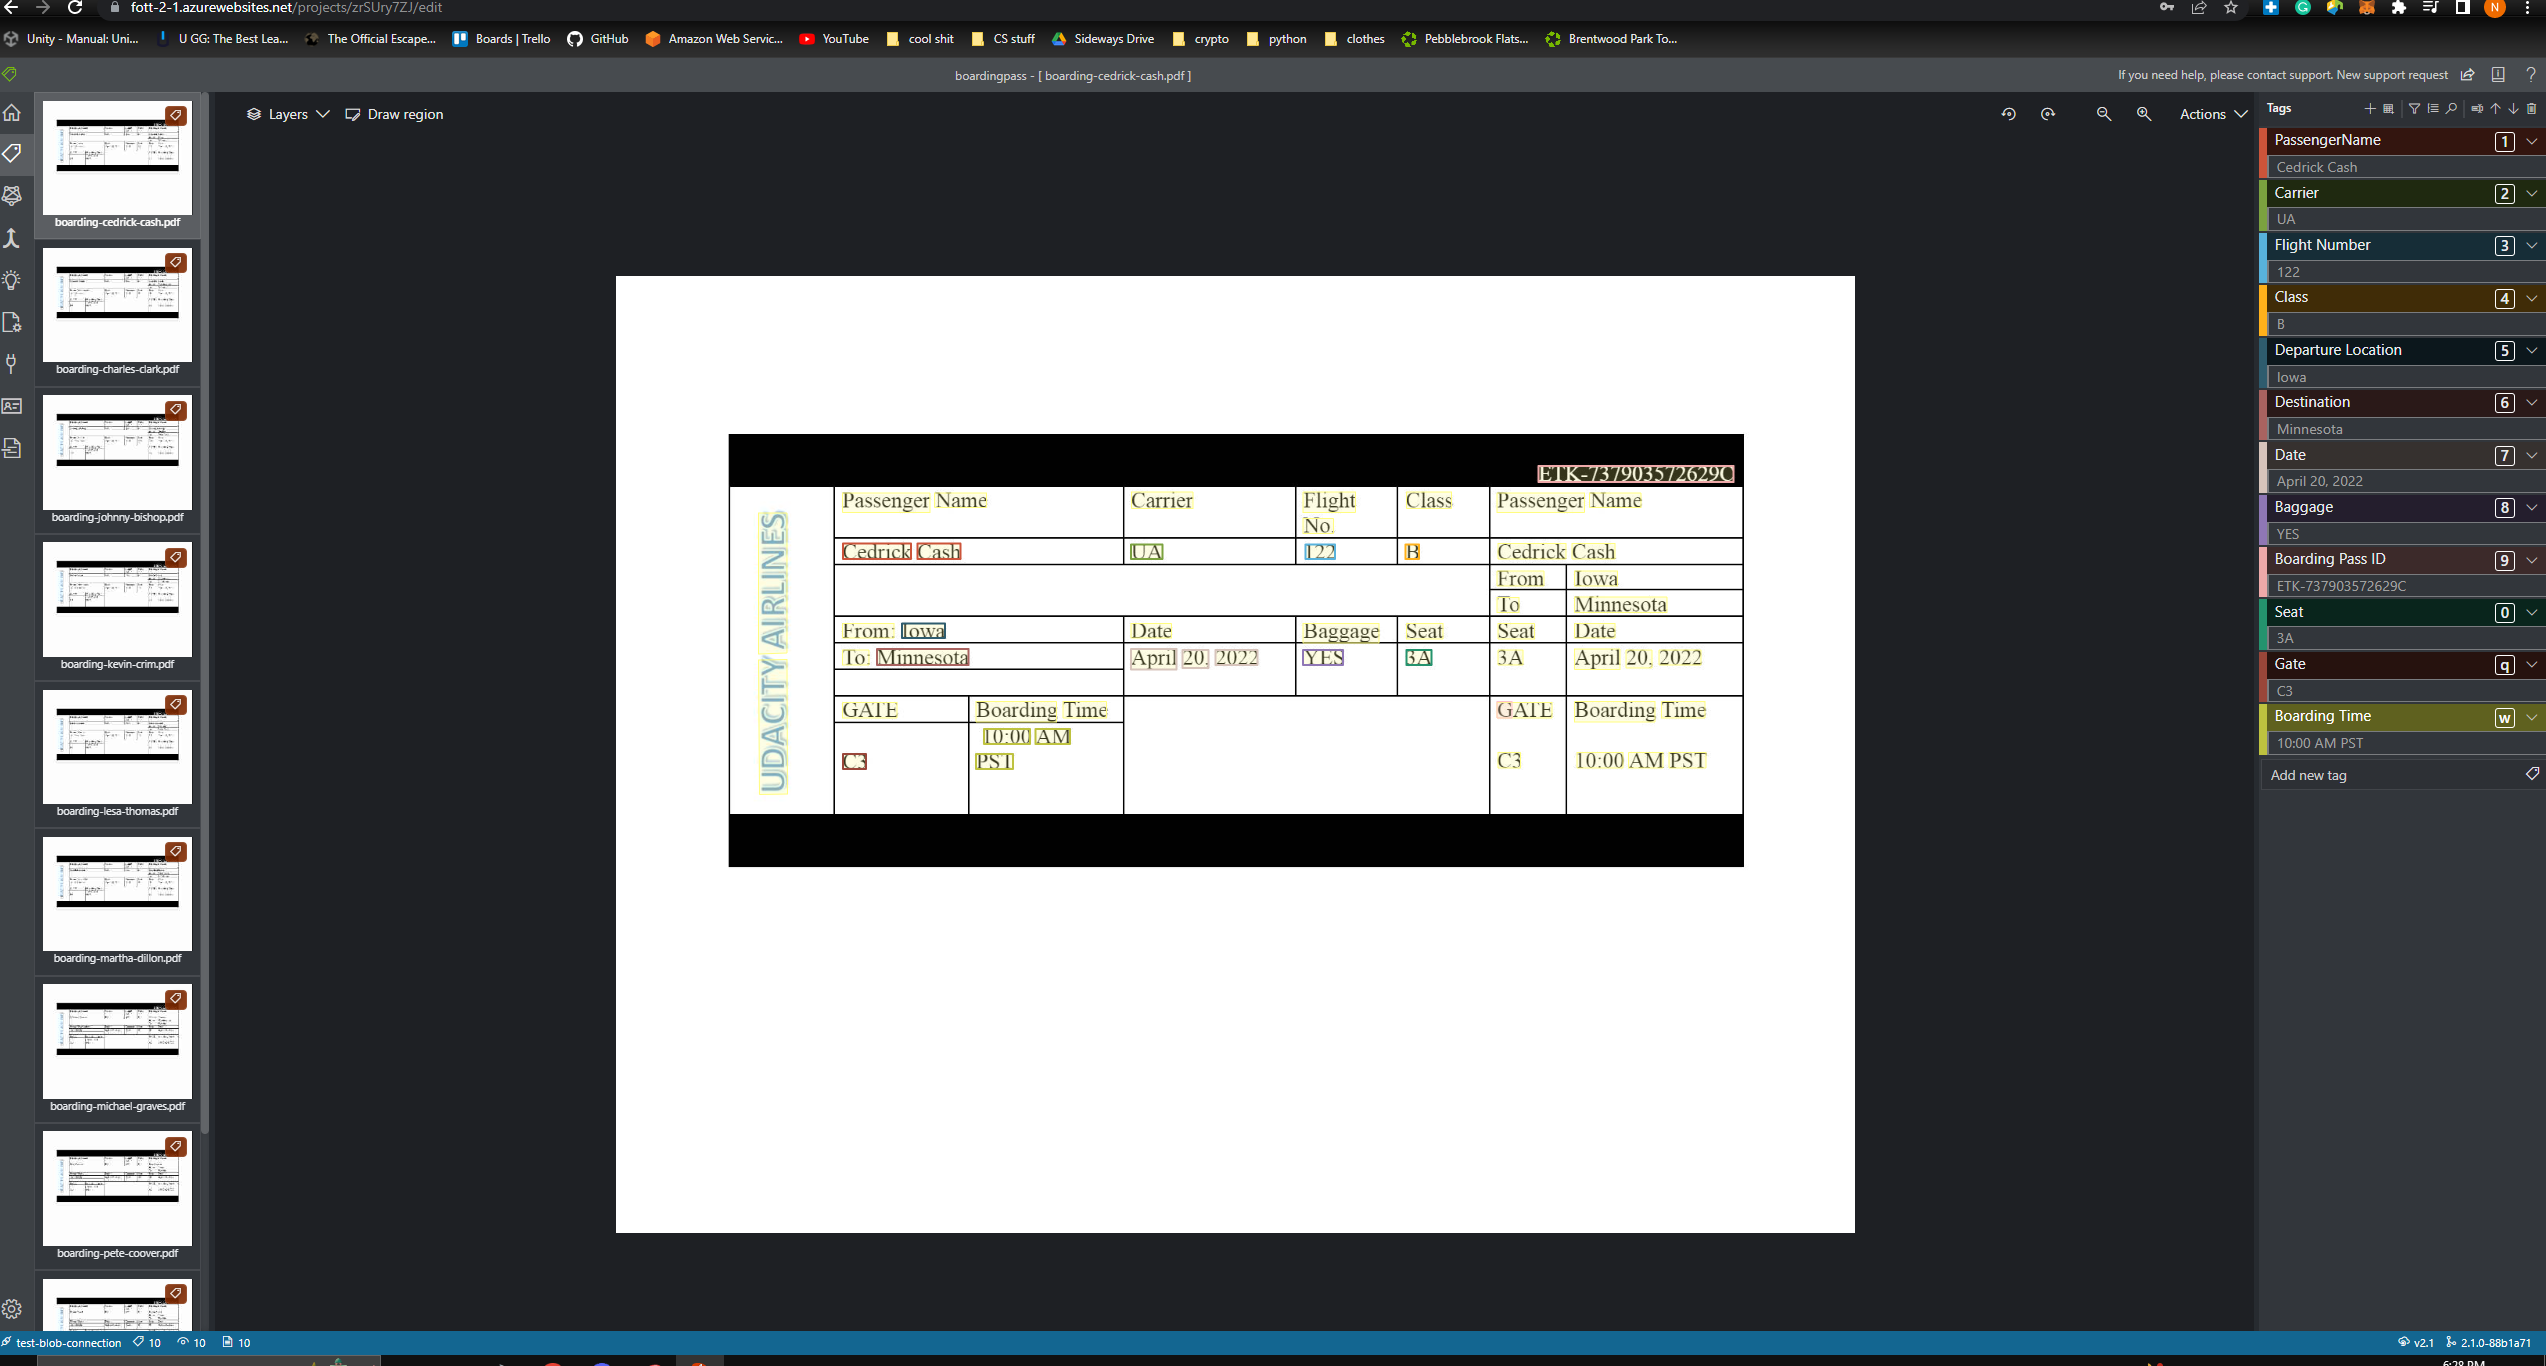 fott-2-1.azurewebsites.net/projects/zrSUry7ZJ/edit
N
Unity - Manual: Uni...
U GG: The Best Lea...
The Official Escape...
Boards | Trello
GitHub
Amazon Web Servic...
YouTube
cool shit
CS stuff
Sideways Drive
crypto
python
clothes
Pebblebrook Flats...
Brentwood Park To...
boardingpass - [ boarding-cedrick-cash.pdf ]
If you need help, please contact support. New support request
Layers
Draw region
Actions
boarding-cedrick-cash.pdf
boarding-charles-clark.pdf
boarding-johnny-bishop.pdf
boarding-kevin-crim.pdf
boarding-lesa-thomas.pdf
boarding-martha-dillon.pdf
boarding-michael-graves.pdf
boarding-pete-coover.pdf
ETK-737903572629C
UDACITY AIRLINES
Passenger Name Carrier Flight No. Class Passenger Name
Cedrick Cash UA 122 B Cedrick Cash
From Iowa
To Minnesota
From: Iowa Date Baggage Seat Seat Date
To: Minnesota April 20, 2022 YES 3A 3A April 20, 2022
GATE Boarding Time GATE Boarding Time
10:00 AM
C3 PST C3 10:00 AM PST
Tags
PassengerName 1
Cedrick Cash
Carrier 2
UA
Flight Number 3
122
Class 4
B
Departure Location 5
Iowa
Destination 6
Minnesota
Date 7
April 20, 2022
Baggage 8
YES
Boarding Pass ID 9
ETK-737903572629C
Seat 0
3A
Gate q
C3
Boarding Time w
10:00 AM PST
Add new tag
test-blob-connection 10 10 10
v2.1 2.1.0-88b1a71
6:28 PM